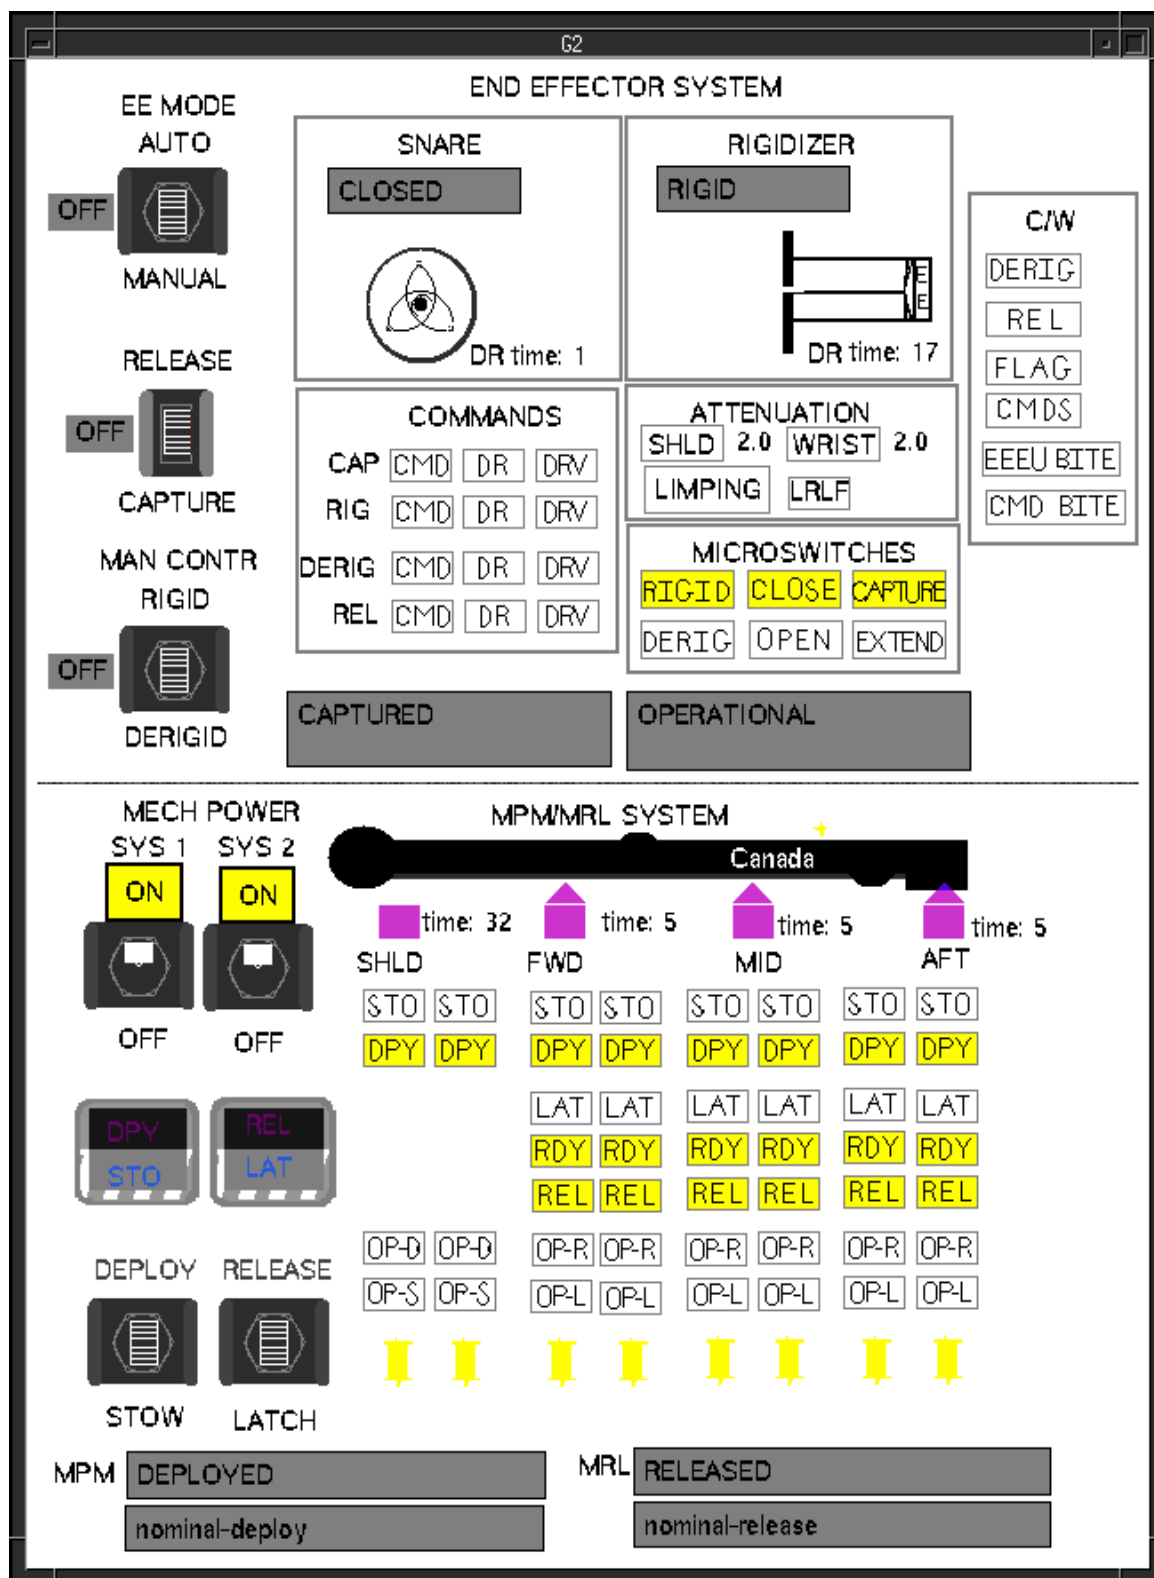 G2
END EFFECTOR SYSTEM
EE MODE
AUTO
OFF
MANUAL
RELEASE
OFF
CAPTURE
MAN CONTR
RIGID
OFF
DERIGID
SNARE
CLOSED
DR time: 1
RIGIDIZER
RIGID
E
E
DR time: 17
C/W
DERIG
REL
FLAG
CMDS
EEEU BITE
CMD BITE
COMMANDS
CAP CMD DR DRV
RIG CMD DR DRV
DERIG CMD DR DRV
REL CMD DR DRV
ATTENUATION
SHLD 2.0 WRIST 2.0
LIMPING LRLF
MICROSWITCHES
RIGID CLOSE CAPTURE
DERIG OPEN EXTEND
CAPTURED
OPERATIONAL
MECH POWER
SYS 1 SYS 2
ON ON
OFF OFF
DPY REL
STO LAT
DEPLOY RELEASE
STOW LATCH
MPM/MRL SYSTEM
Canada
time: 32 time: 5 time: 5 time: 5
SHLD FWD MID AFT
STO STO STO STO STO STO STO STO
DPY DPY DPY DPY DPY DPY DPY DPY
LAT LAT LAT LAT LAT LAT
RDY RDY RDY RDY RDY RDY
REL REL REL REL REL REL
OP-D OP-D OP-R OP-R OP-R OP-R OP-R OP-R
OP-S OP-S OP-L OP-L OP-L OP-L OP-L OP-L
MPM DEPLOYED
nominal-deploy
MRL RELEASED
nominal-release